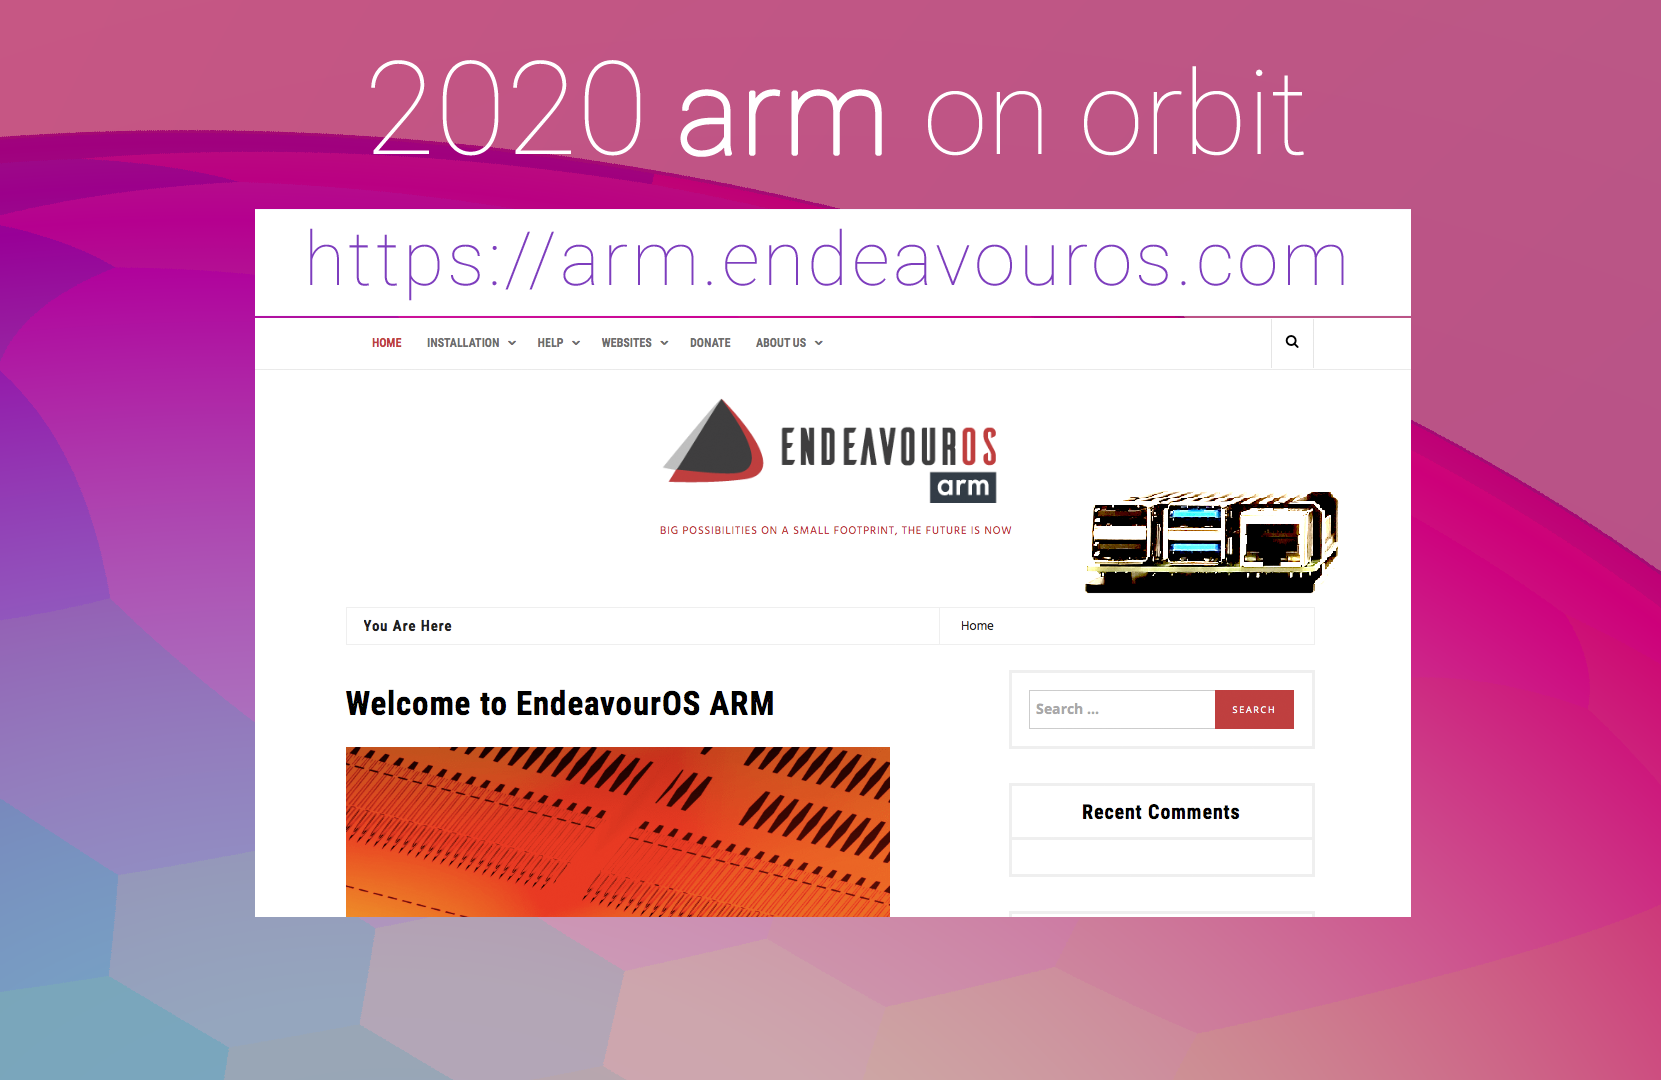 2020 arm on orbit
https://arm.endeavouros.com
HOME INSTALLATION HELP WEBSITES DONATE ABOUT US
ENDEAVOUROS
arm
BIG POSSIBILITIES ON A SMALL FOOTPRINT, THE FUTURE IS NOW
You Are Here Home
Welcome to EndeavourOS ARM
Search ... SEARCH
Recent Comments